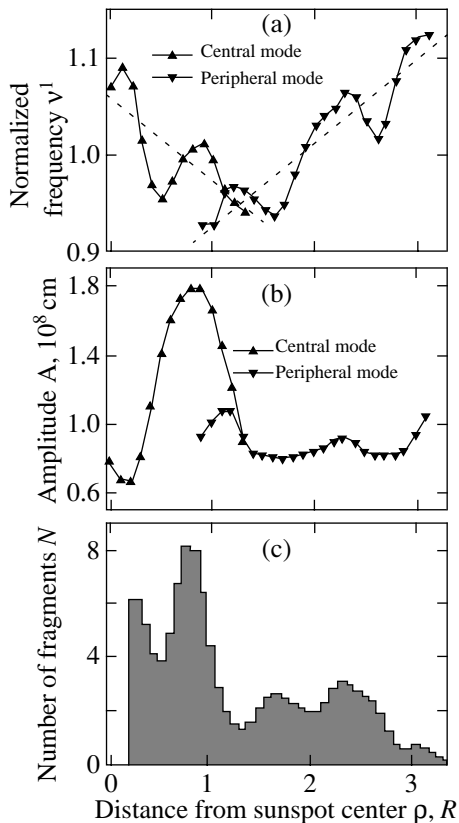 (a)
1.1
1.0
0.9
Normalized
frequency ν¹
Central mode
Peripheral mode
(b)
1.8
1.4
1.0
0.6
Amplitude A, 10⁸ cm
Central mode
Peripheral mode
(c)
8
4
0
Number of fragments N
0 1 2 3
Distance from sunspot center ρ, R